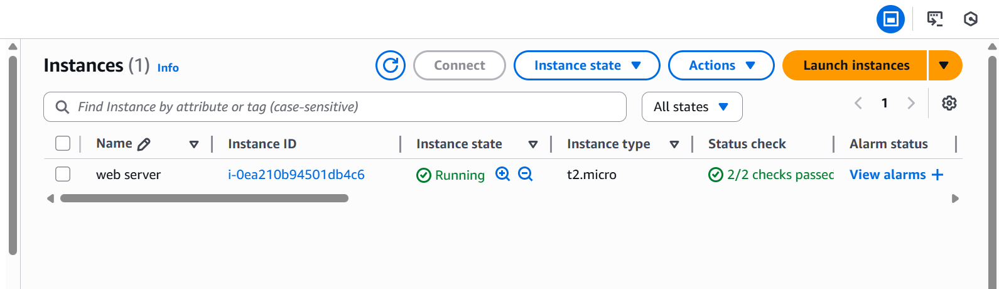 Instances (1) Info Connect Instance state Actions Launch instances
Find Instance by attribute or tag (case-sensitive) All states 1
Name Instance ID Instance state Instance type Status check Alarm status
web server i-0ea210b94501db4c6 Running t2.micro 2/2 checks passed View alarms +